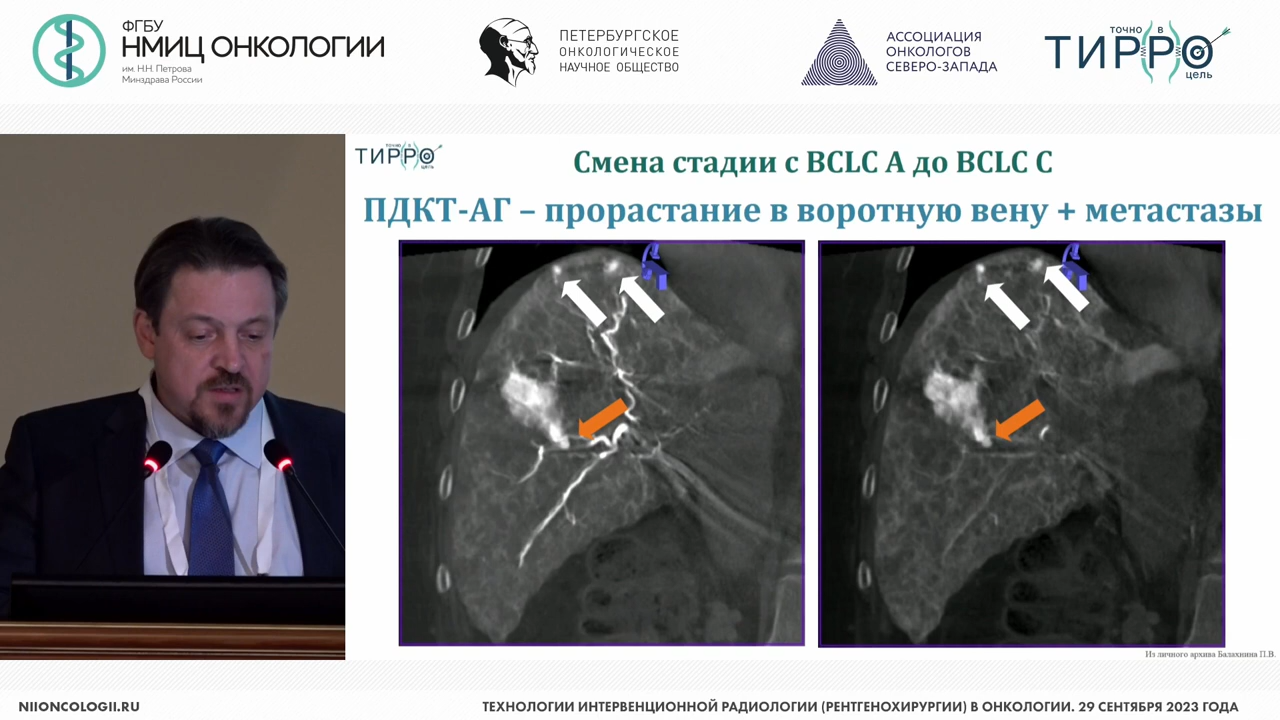 ФГБУ
НМИЦ ОНКОЛОГИИ
им. Н.Н. Петрова
Минздрава России
ПЕТЕРБУРГСКОЕ
ОНКОЛОГИЧЕСКОЕ
НАУЧНОЕ ОБЩЕСТВО
АССОЦИАЦИЯ
ОНКОЛОГОВ
СЕВЕРО-ЗАПАДА
точно в
ТИРРО
цель
точно в
ТИРРО
цель
Смена стадии с BCLC A до BCLC C
ПДКТ-АГ – прорастание в воротную вену + метастазы
Из личного архива Балахнина П.В.
NIIONCOLOGII.RU
ТЕХНОЛОГИИ ИНТЕРВЕНЦИОННОЙ РАДИОЛОГИИ (РЕНТГЕНОХИРУРГИИ) В ОНКОЛОГИИ. 29 СЕНТЯБРЯ 2023 ГОДА